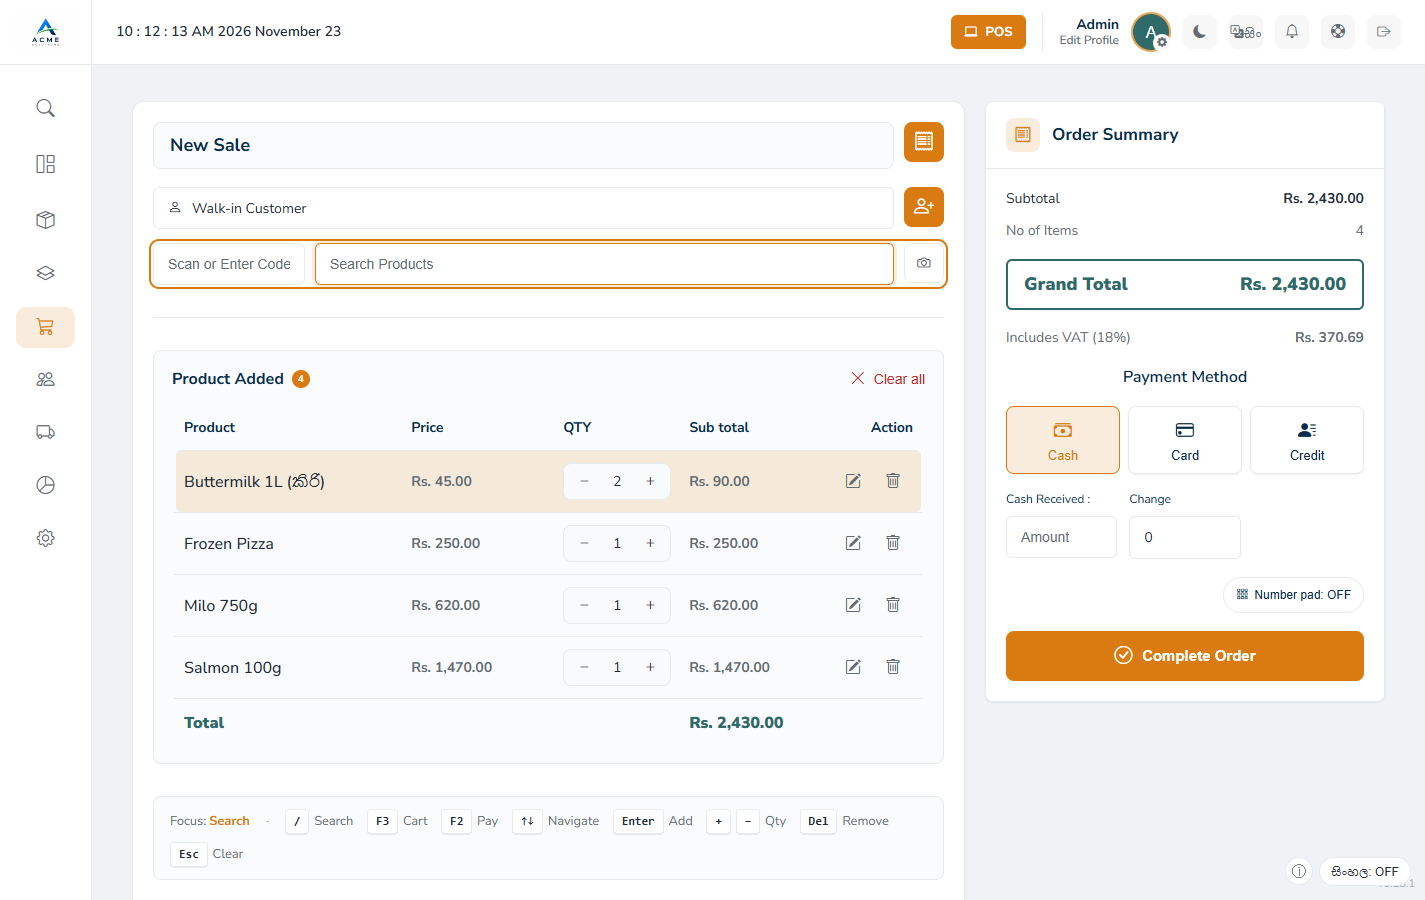 ACME
10 : 12 : 13 AM 2026 November 23
POS
Admin
Edit Profile
A
සිං
New Sale
Walk-in Customer
Scan or Enter Code
Search Products
Product Added 4
Clear all
Product Price QTY Sub total Action
Buttermilk 1L (කිරි) Rs. 45.00 − 2 + Rs. 90.00
Frozen Pizza Rs. 250.00 − 1 + Rs. 250.00
Milo 750g Rs. 620.00 − 1 + Rs. 620.00
Salmon 100g Rs. 1,470.00 − 1 + Rs. 1,470.00
Total Rs. 2,430.00
Focus: Search · / Search F3 Cart F2 Pay ↑↓ Navigate Enter Add + − Qty Del Remove
Esc Clear
Order Summary
Subtotal Rs. 2,430.00
No of Items 4
Grand Total Rs. 2,430.00
Includes VAT (18%) Rs. 370.69
Payment Method
Cash Card Credit
Cash Received : Change
Amount 0
Number pad: OFF
Complete Order
සිංහල: OFF